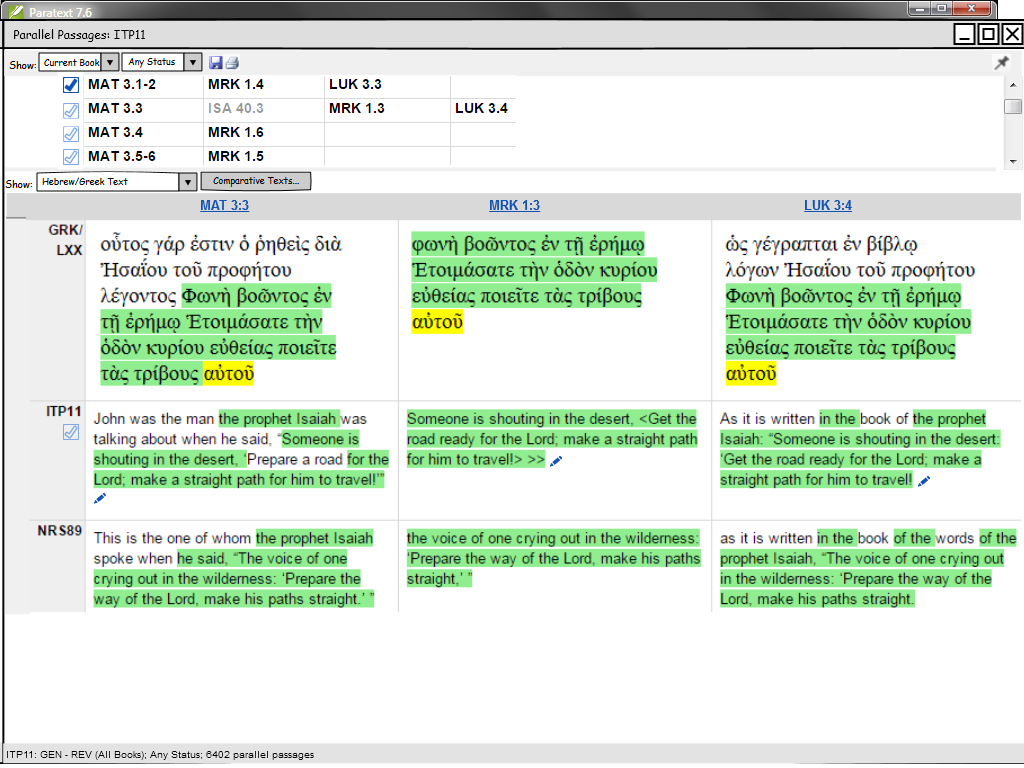 Paratext 7.6
Parallel Passages: ITP11
Show: Current Book Any Status
MAT 3.1-2 MRK 1.4 LUK 3.3
MAT 3.3 ISA 40.3 MRK 1.3 LUK 3.4
MAT 3.4 MRK 1.6
MAT 3.5-6 MRK 1.5
Show: Hebrew/Greek Text Comparative Texts...
MAT 3:3 MRK 1:3 LUK 3:4
GRK/
LXX
οὗτος γάρ ἐστιν ὁ ῥηθεὶς διὰ
Ἠσαΐου τοῦ προφήτου
λέγοντος Φωνὴ βοῶντος ἐν
τῇ ἐρήμῳ Ἑτοιμάσατε τὴν
ὁδὸν κυρίου εὐθείας ποιεῖτε
τὰς τρίβους αὐτοῦ
φωνὴ βοῶντος ἐν τῇ ἐρήμῳ
Ἑτοιμάσατε τὴν ὁδὸν κυρίου
εὐθείας ποιεῖτε τὰς τρίβους
αὐτοῦ
ὡς γέγραπται ἐν βίβλῳ
λόγων Ἠσαΐου τοῦ προφήτου
Φωνὴ βοῶντος ἐν τῇ ἐρήμῳ
Ἑτοιμάσατε τὴν ὁδὸν κυρίου
εὐθείας ποιεῖτε τὰς τρίβους
αὐτοῦ
ITP11
John was the man the prophet Isaiah was
talking about when he said, “Someone is
shouting in the desert, ‘Prepare a road for the
Lord; make a straight path for him to travel!’”
Someone is shouting in the desert, <Get the
road ready for the Lord; make a straight path
for him to travel!> >>
As it is written in the book of the prophet
Isaiah: “Someone is shouting in the desert:
‘Get the road ready for the Lord; make a
straight path for him to travel!
NRS89
This is the one of whom the prophet Isaiah
spoke when he said, “The voice of one
crying out in the wilderness: ‘Prepare the
way of the Lord, make his paths straight.’ ”
the voice of one crying out in the wilderness:
‘Prepare the way of the Lord, make his paths
straight,’ ”
as it is written in the book of the words of the
prophet Isaiah, “The voice of one crying out
in the wilderness: ‘Prepare the way of the
Lord, make his paths straight.
ITP11: GEN - REV (All Books); Any Status; 6402 parallel passages